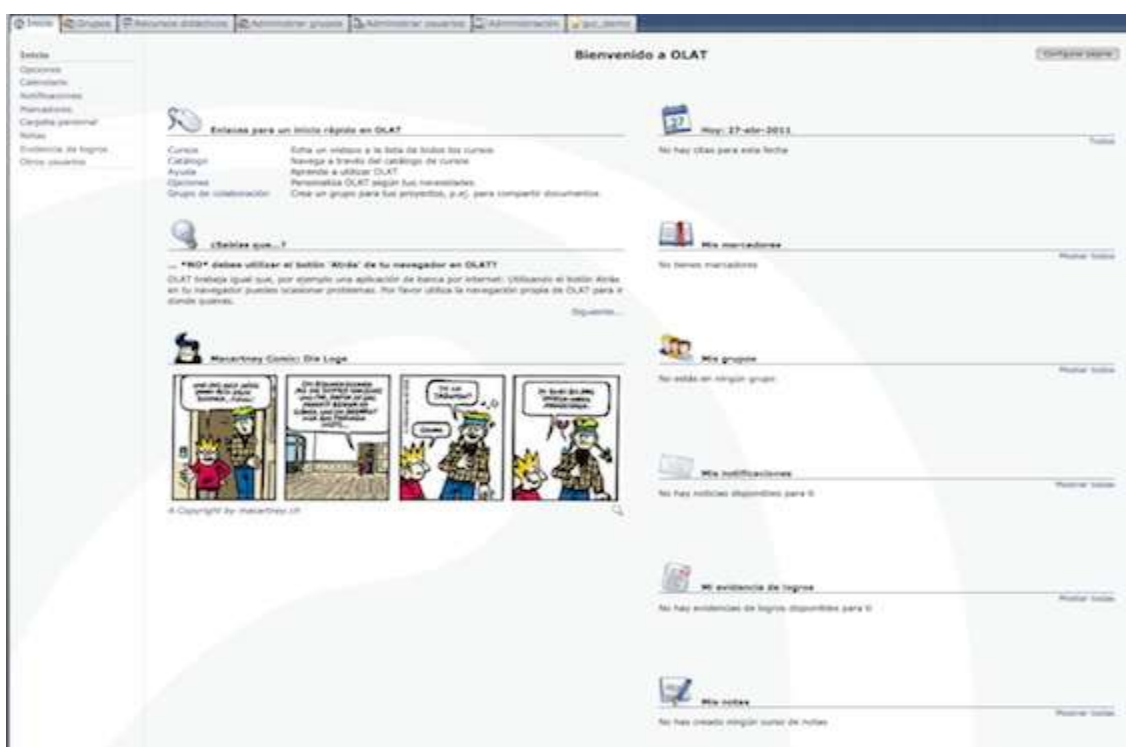 Inicio Grupos Recursos didácticos Administrar grupos Administrar usuarios Administración
Bienvenido a OLAT
Configurar página
Inicio
Opciones
Calendario
Notificaciones
Marcadores
Carpeta personal
Notas
Evidencia de logros
Otros usuarios
Enlaces para un inicio rápido en OLAT
Cursos Echa un vistazo a la lista de todos los cursos
Catálogo Navega a través del catálogo de cursos
Ayuda Aprende a utilizar OLAT
Opciones Personaliza OLAT según tus necesidades.
Grupo de colaboración Crea un grupo para tus proyectos, p.ej. para compartir documentos.
¿Sabías que...?
... *NO* debes utilizar el botón 'Atrás' de tu navegador en OLAT?
OLAT trabaja igual que, por ejemplo una aplicación de banca por internet: Utilizando el botón Atrás
en tu navegador puedes ocasionar problemas. Por favor utiliza la navegación propia de OLAT para ir
donde quieras.
Siguiente...
Macartney Comic: Die Loge
© Copyright by macartney.ch
Hoy: 27-abr-2011
Todos
No hay citas para esta fecha
Mis marcadores
Mostrar todos
No tienes marcadores
Mis grupos
Mostrar todos
No estás en ningún grupo.
Mis notificaciones
Mostrar todas
No hay noticias disponibles para ti
Mi evidencia de logros
Mostrar todas
No hay evidencias de logros disponibles para ti
Mis notas
Mostrar todas
No has creado ningún curso de notas